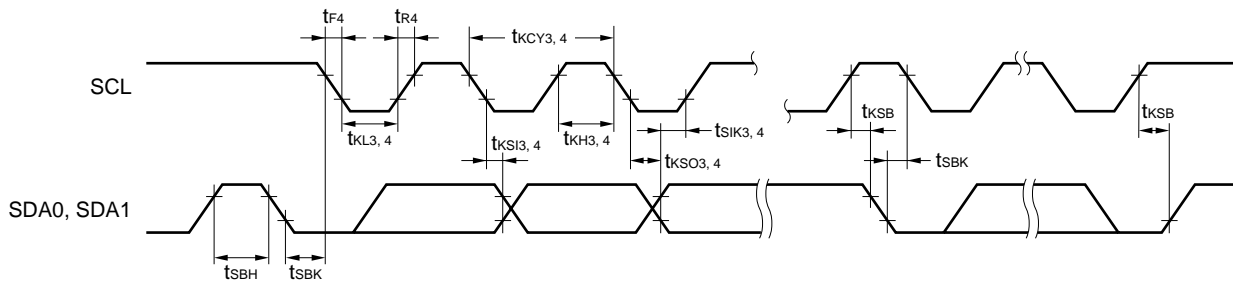 tF4
tR4
tKCY3, 4
SCL
tKL3, 4
tKSI3, 4
tKH3, 4
tKSO3, 4
tSIK3, 4
tKSB
tSBK
tKSB
SDA0, SDA1
tSBH
tSBK